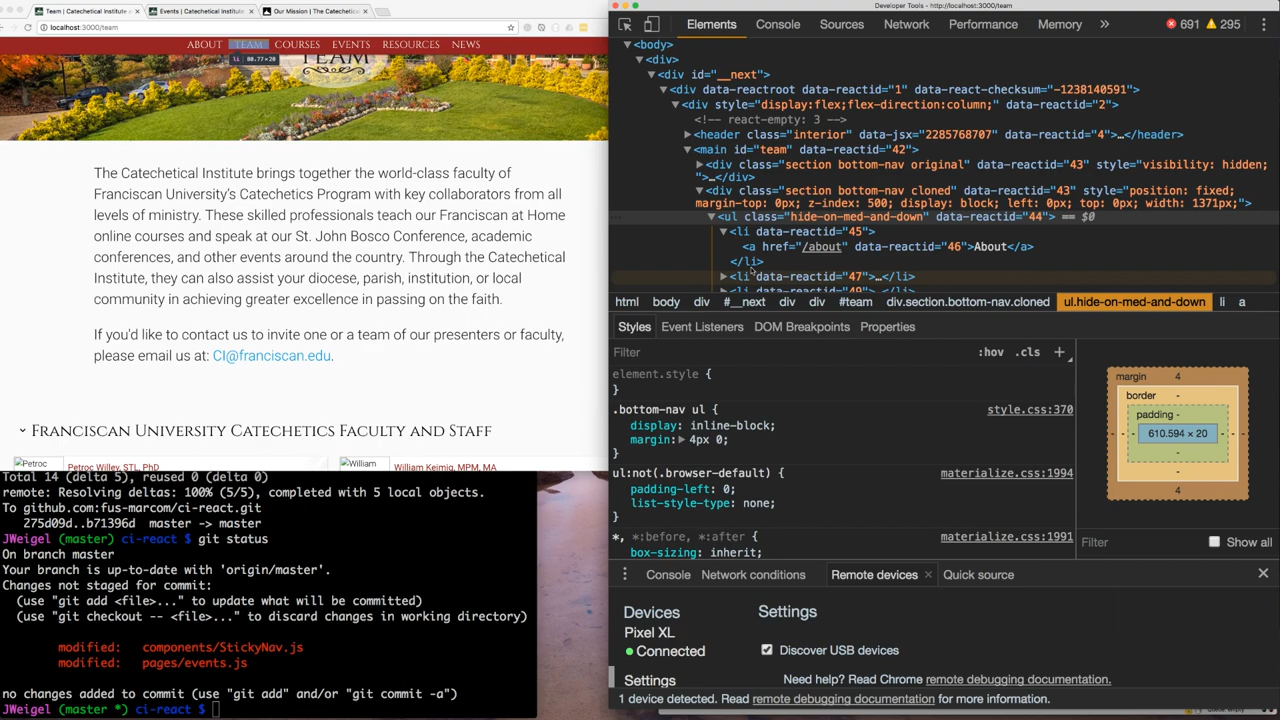 Team | Catechetical Institute
Events | Catechetical Institute
Our Mission | The Catechetical
localhost:3000/team
ABOUT TEAM COURSES EVENTS RESOURCES NEWS
li 88.77×20
TEAM
The Catechetical Institute brings together the world-class faculty of
Franciscan University's Catechetics Program with key collaborators from all
levels of ministry. These skilled professionals teach our Franciscan at Home
online courses and speak at our St. John Bosco Conference, academic
conferences, and other events around the country. Through the Catechetical
Institute, they can also assist your diocese, parish, institution, or local
community in achieving greater excellence in passing on the faith.
If you'd like to contact us to invite one or a team of our presenters or faculty,
please email us at: CI@franciscan.edu.
Franciscan University Catechetics Faculty and Staff
Petroc Petroc Willey, STL, PhD
William William Keimig, MPM, MA
Total 14 (delta 5), reused 0 (delta 0)
remote: Resolving deltas: 100% (5/5), completed with 5 local objects.
To github.com:fus-marcom/ci-react.git
275d09d..b71396d master -> master
JWeigel (master) ci-react $ git status
On branch master
Your branch is up-to-date with 'origin/master'.
Changes not staged for commit:
(use "git add <file>..." to update what will be committed)
(use "git checkout -- <file>..." to discard changes in working directory)
modified: components/StickyNav.js
modified: pages/events.js
no changes added to commit (use "git add" and/or "git commit -a")
JWeigel (master *) ci-react $
Developer Tools - http://localhost:3000/team
Elements Console Sources Network Performance Memory » 691 295
<body>
<div>
<div id="__next">
<div data-reactroot data-reactid="1" data-react-checksum="-1238140591">
<div style="display:flex;flex-direction:column;" data-reactid="2">
<!-- react-empty: 3 -->
<header class="interior" data-jsx="2285768707" data-reactid="4">…</header>
<main id="team" data-reactid="42">
<div class="section bottom-nav original" data-reactid="43" style="visibility: hidden;
">…</div>
<div class="section bottom-nav cloned" data-reactid="43" style="position: fixed;
margin-top: 0px; z-index: 500; display: block; left: 0px; top: 0px; width: 1371px;">
<ul class="hide-on-med-and-down" data-reactid="44"> == $0
<li data-reactid="45">
<a href="/about" data-reactid="46">About</a>
</li>
<li data-reactid="47">…</li>
<li data-reactid="49">…</li>
html body div #__next div div #team div.section.bottom-nav.cloned ul.hide-on-med-and-down li a
Styles Event Listeners DOM Breakpoints Properties
Filter :hov .cls +
element.style {
}
.bottom-nav ul { style.css:370
display: inline-block;
margin: 4px 0;
}
ul:not(.browser-default) { materialize.css:1994
padding-left: 0;
list-style-type: none;
}
*, *:before, *:after { materialize.css:1991
box-sizing: inherit;
margin 4
border -
padding -
- - 610.594 × 20 - -
-
-
4
Filter Show all
Console Network conditions Remote devices × Quick source
Devices
Pixel XL
Connected
Settings
Settings
Discover USB devices
Need help? Read Chrome remote debugging documentation.
1 device detected. Read remote debugging documentation for more information.